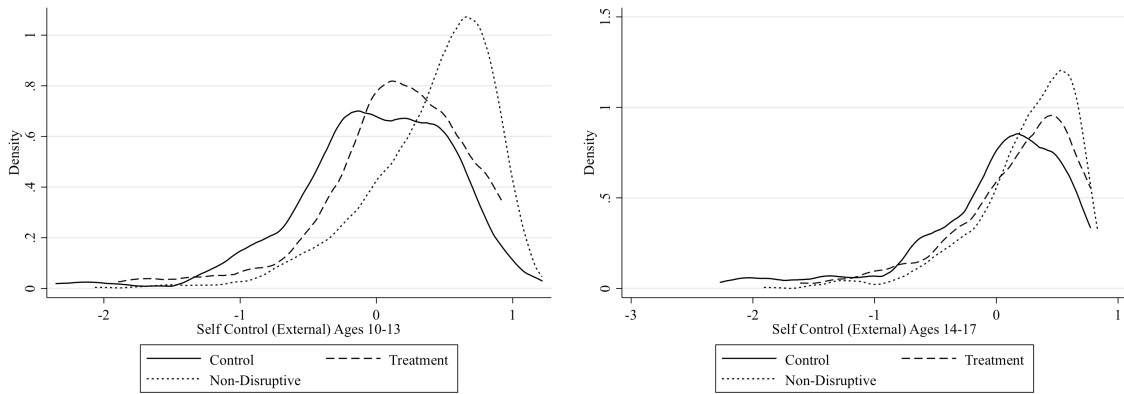 Density
0 .2 .4 .6 .8 1
-2 -1 0 1
Self Control (External) Ages 10-13
Control Treatment
Non-Disruptive
Density
0 .5 1 1.5
-3 -2 -1 0 1
Self Control (External) Ages 14-17
Control Treatment
Non-Disruptive